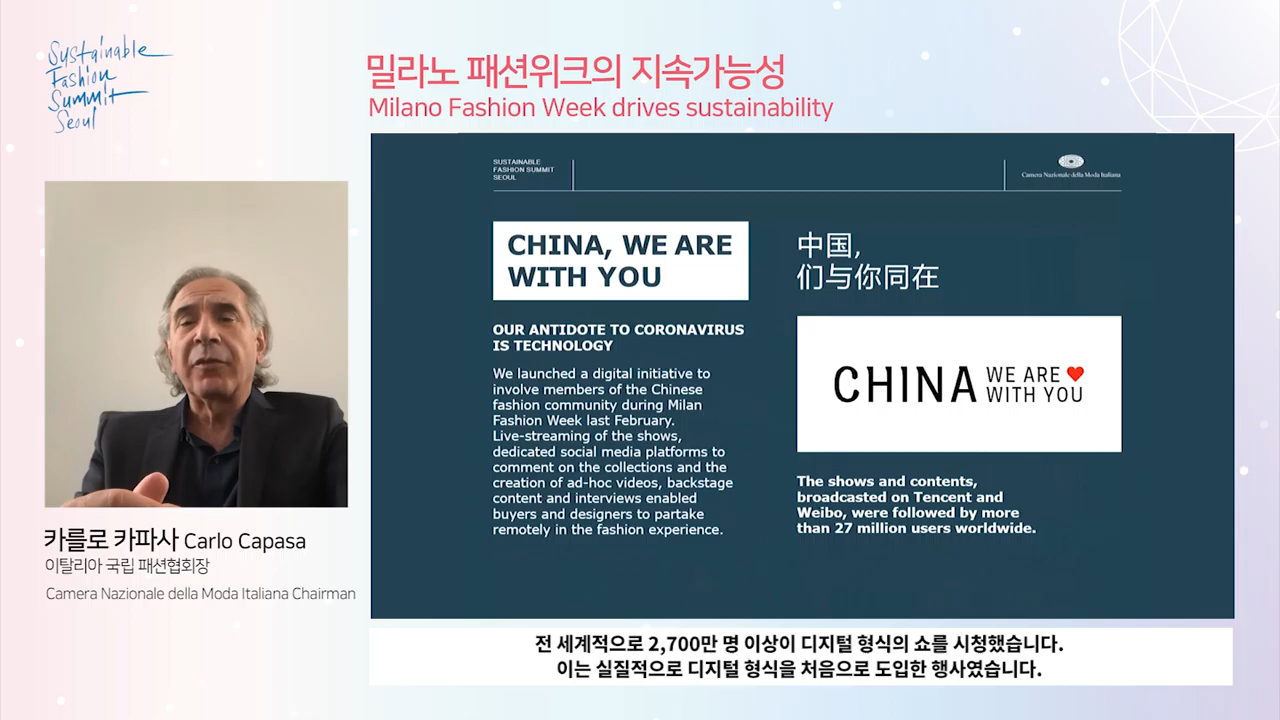 Sustainable
Fashion
Summit
Seoul
밀라노 패션위크의 지속가능성
Milano Fashion Week drives sustainability
SUSTAINABLE
FASHION SUMMIT
SEOUL
Camera Nazionale della Moda Italiana
CHINA, WE ARE
WITH YOU
OUR ANTIDOTE TO CORONAVIRUS
IS TECHNOLOGY
We launched a digital initiative to
involve members of the Chinese
fashion community during Milan
Fashion Week last February.
Live-streaming of the shows,
dedicated social media platforms to
comment on the collections and the
creation of ad-hoc videos, backstage
content and interviews enabled
buyers and designers to partake
remotely in the fashion experience.
中国,
们与你同在
CHINA WE ARE ❤
WITH YOU
The shows and contents,
broadcasted on Tencent and
Weibo, were followed by more
than 27 million users worldwide.
카를로 카파사 Carlo Capasa
이탈리아 국립 패션협회장
Camera Nazionale della Moda Italiana Chairman
전 세계적으로 2,700만 명 이상이 디지털 형식의 쇼를 시청했습니다.
이는 실질적으로 디지털 형식을 처음으로 도입한 행사였습니다.